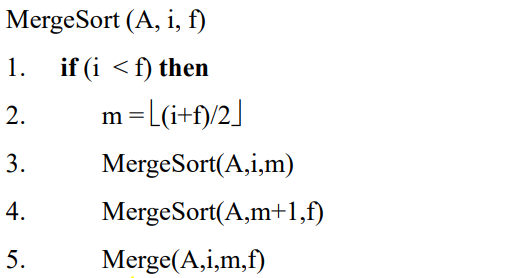 MergeSort (A, i, f)
1. if (i < f) then
2. m = ⌊(i+f)/2⌋
3. MergeSort(A,i,m)
4. MergeSort(A,m+1,f)
5. Merge(A,i,m,f)